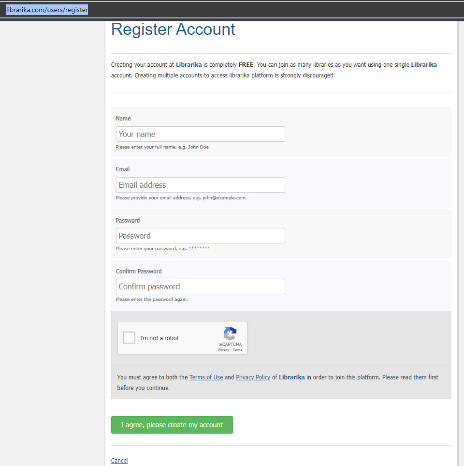 librarika.com/users/register
Register Account
Creating your account at Librarika is completely FREE. You can join as many libraries as you want using one single Librarika
account. Creating multiple accounts to access librarika platform is strongly discouraged.
Name
Your name
Please enter your full name. e.g. John Doe
Email
Email address
Please provide your email address, e.g. john@example.com
Password
Password
Please enter your password, e.g. ********
Confirm Password
Confirm password
Please enter the password again.
I'm not a robot
reCAPTCHA
Privacy - Terms
You must agree to both the Terms of Use and Privacy Policy of Librarika in order to join this platform. Please read them first
before you continue.
I agree, please create my account
Cancel